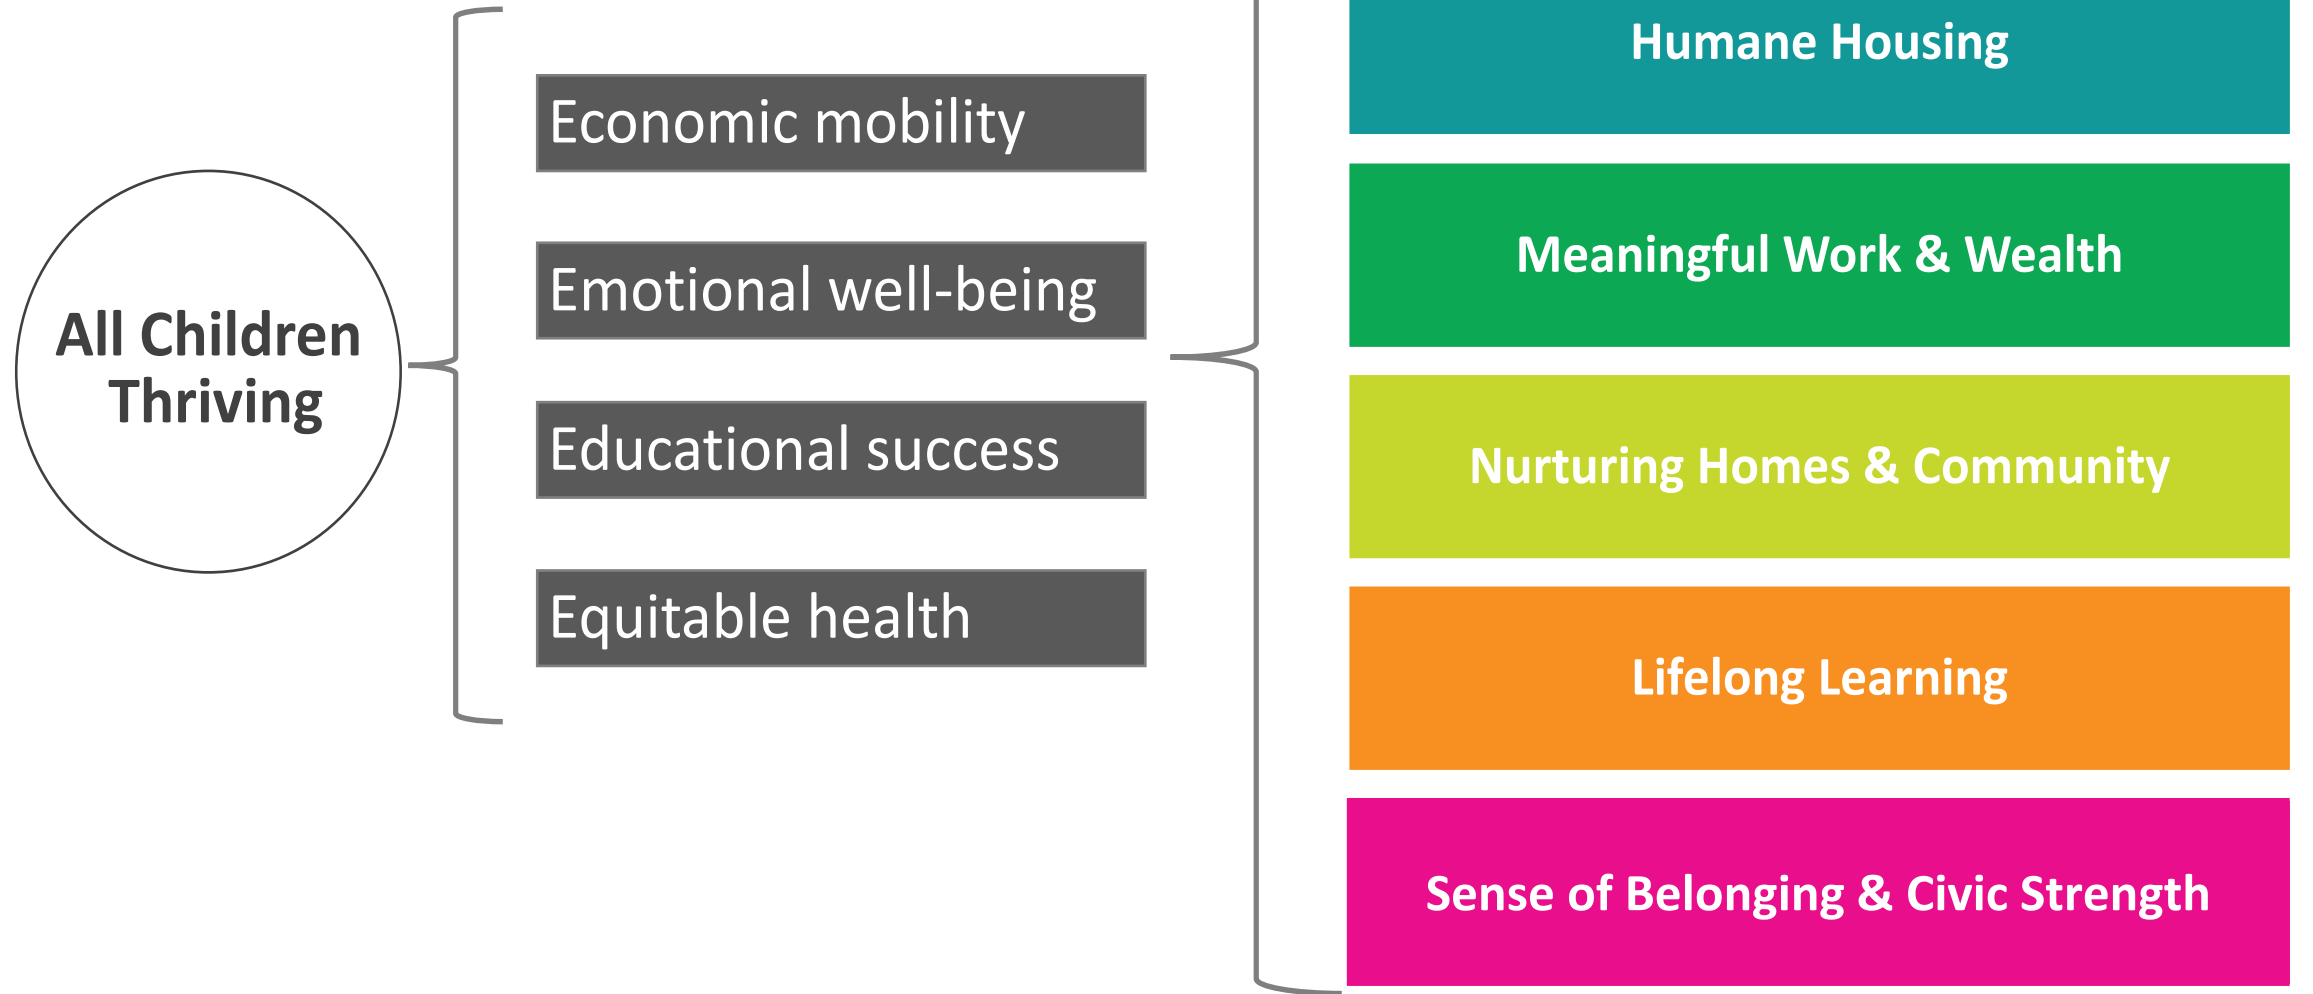 All Children
Thriving
Economic mobility
Emotional well-being
Educational success
Equitable health
Humane Housing
Meaningful Work & Wealth
Nurturing Homes & Community
Lifelong Learning
Sense of Belonging & Civic Strength